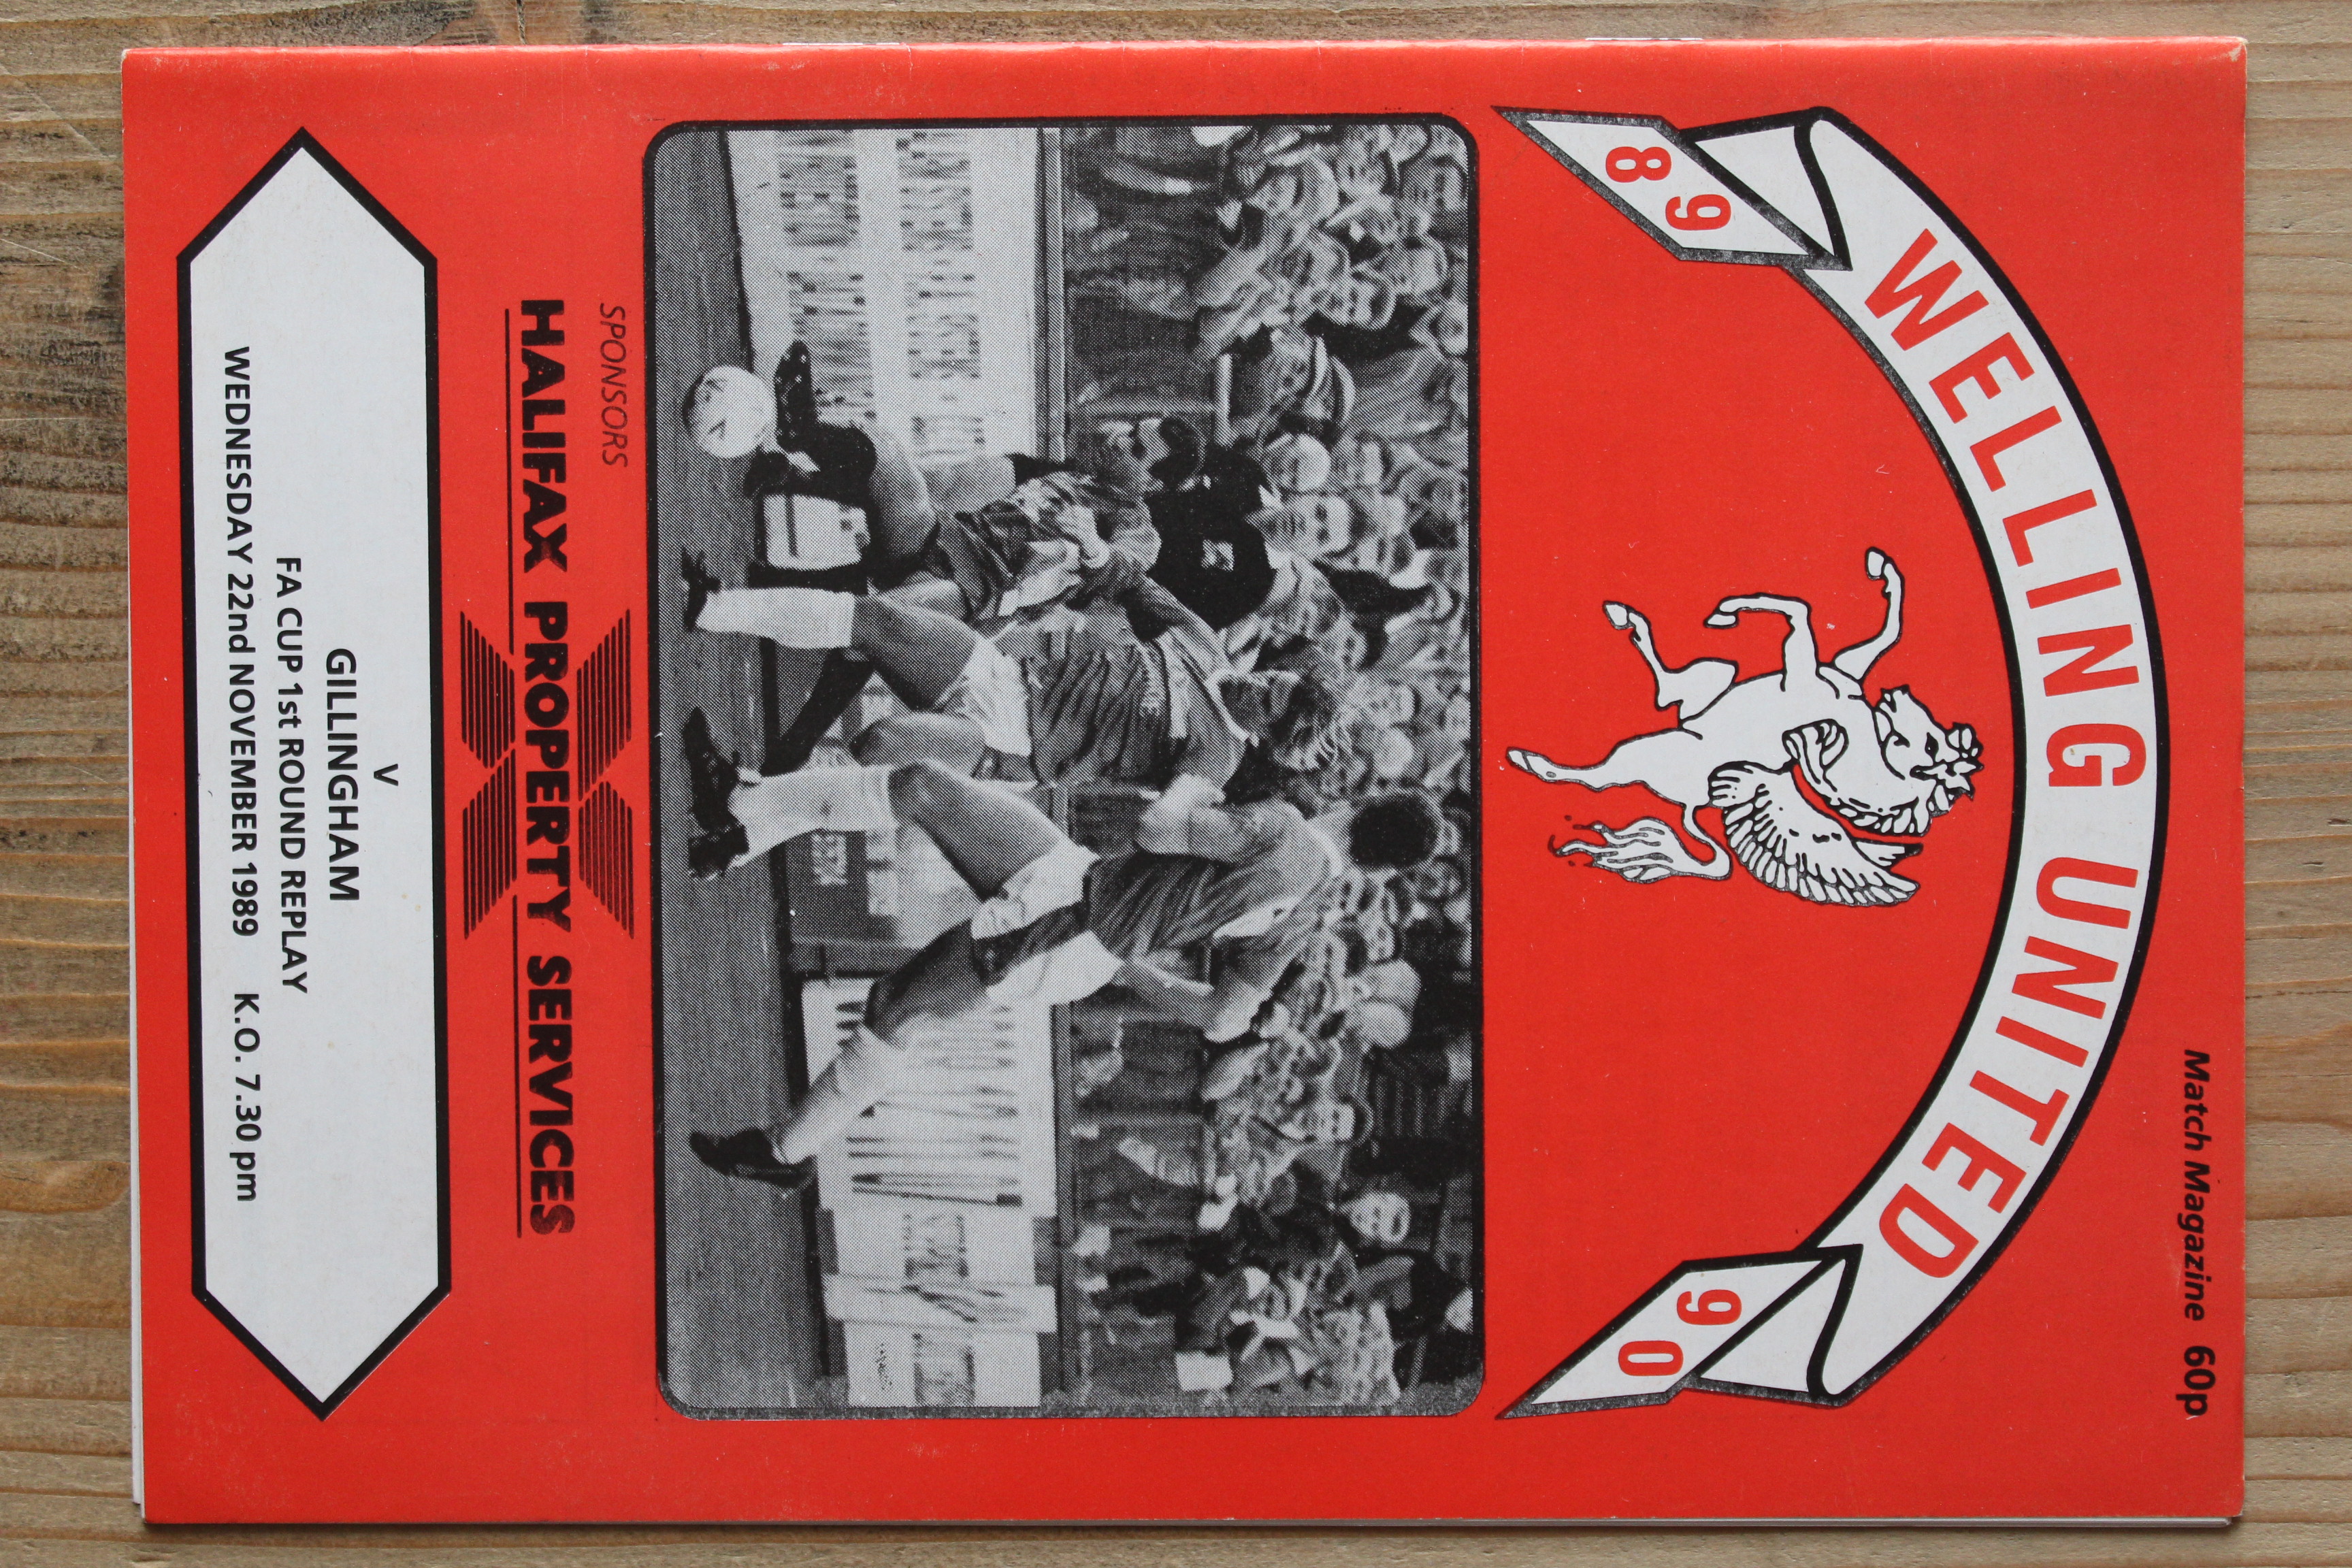 Match Magazine 60p
WELLING UNITED
89
90
SPONSORS
HALIFAX PROPERTY SERVICES
V
GILLINGHAM
FA CUP 1st ROUND REPLAY
WEDNESDAY 22nd NOVEMBER 1989 K.O. 7.30 pm